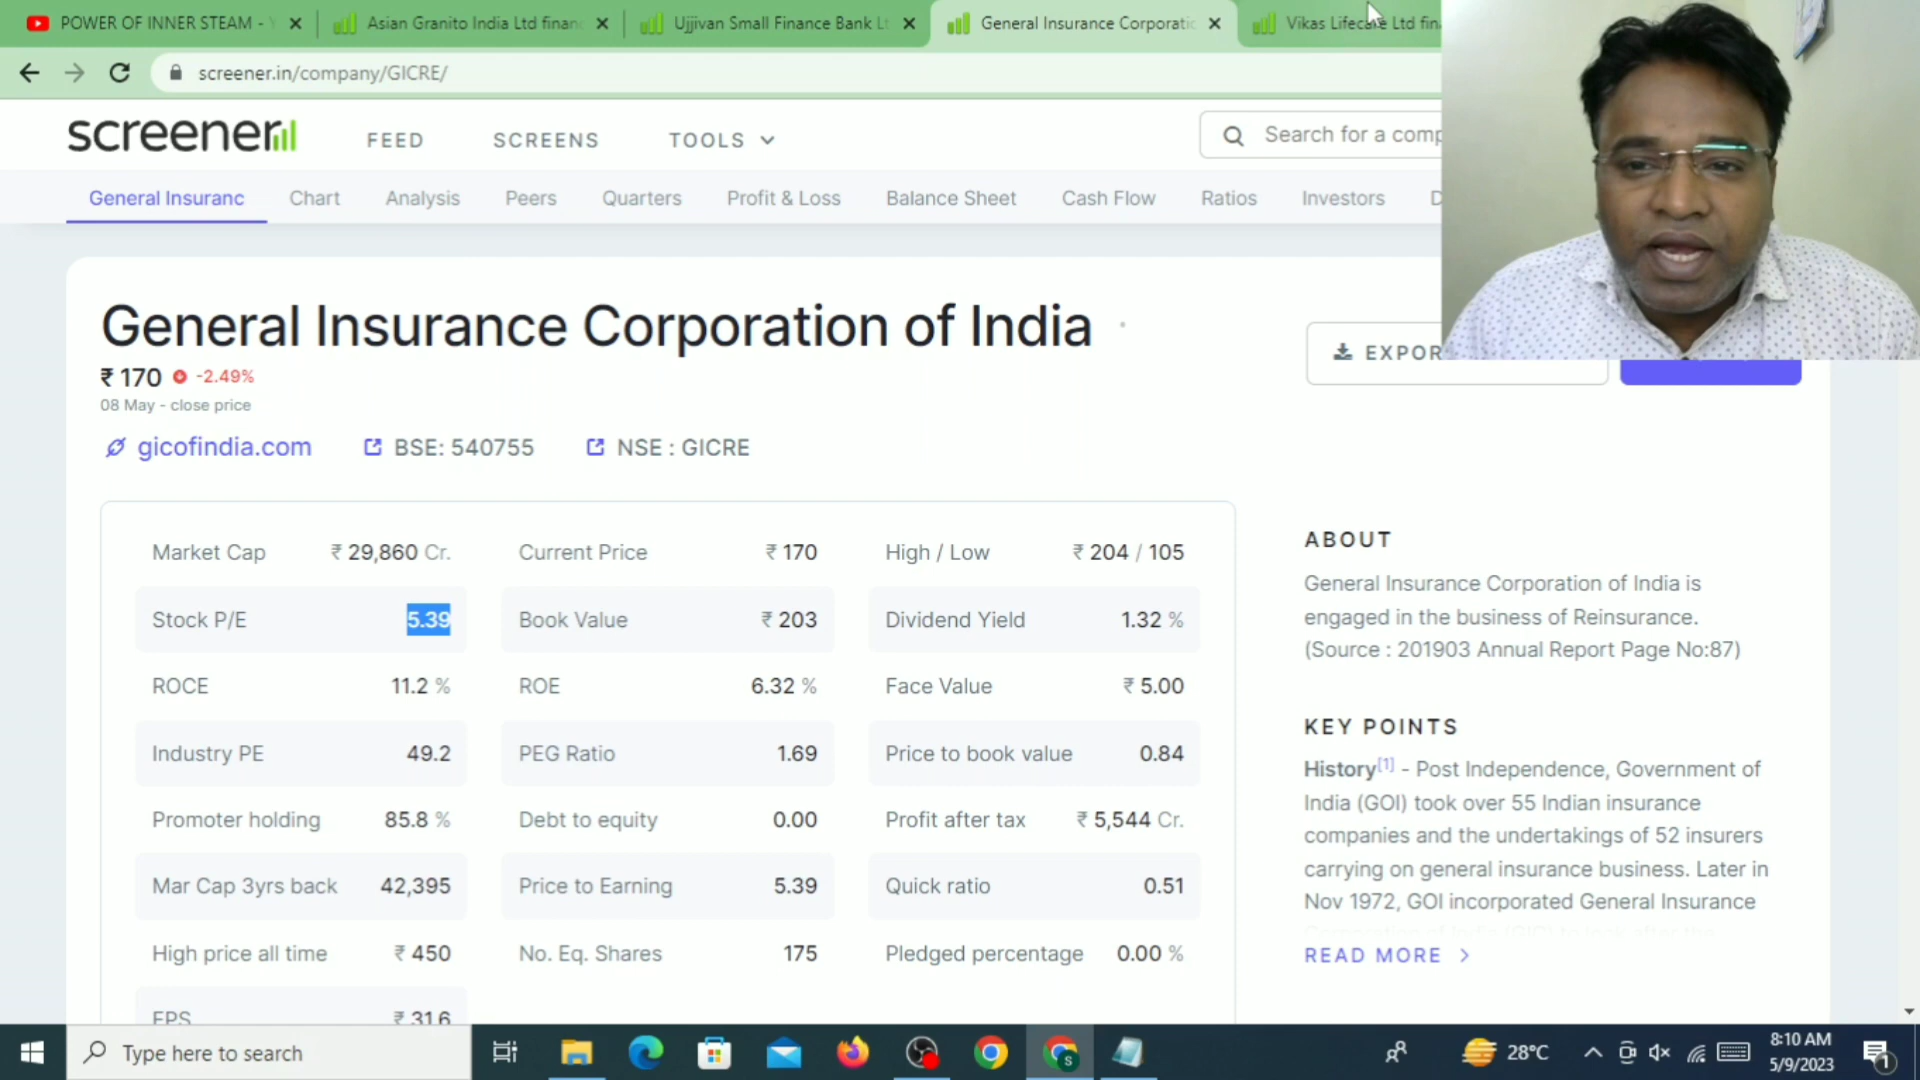 POWER OF INNER STEAM -
Asian Granito India Ltd finan
Ujjivan Small Finance Bank Lt
General Insurance Corporatio
Vikas Lifecare Ltd fin
screener.in/company/GICRE/
screener
FEED
SCREENS
TOOLS
Search for a comp
General Insuranc
Chart
Analysis
Peers
Quarters
Profit & Loss
Balance Sheet
Cash Flow
Ratios
Investors
D
General Insurance Corporation of India
EXPOR
₹ 170 -2.49%
08 May - close price
gicofindia.com
BSE: 540755
NSE : GICRE
Market Cap ₹ 29,860 Cr.
Current Price ₹ 170
High / Low ₹ 204 / 105
Stock P/E 5.39
Book Value ₹ 203
Dividend Yield 1.32 %
ROCE 11.2 %
ROE 6.32 %
Face Value ₹ 5.00
Industry PE 49.2
PEG Ratio 1.69
Price to book value 0.84
Promoter holding 85.8 %
Debt to equity 0.00
Profit after tax ₹ 5,544 Cr.
Mar Cap 3yrs back 42,395
Price to Earning 5.39
Quick ratio 0.51
High price all time ₹ 450
No. Eq. Shares 175
Pledged percentage 0.00 %
EPS ₹ 31.6
ABOUT
General Insurance Corporation of India is
engaged in the business of Reinsurance.
(Source : 201903 Annual Report Page No:87)
KEY POINTS
History[1] - Post Independence, Government of
India (GOI) took over 55 Indian insurance
companies and the undertakings of 52 insurers
carrying on general insurance business. Later in
Nov 1972, GOI incorporated General Insurance
READ MORE >
Type here to search
28°C
8:10 AM
5/9/2023
1